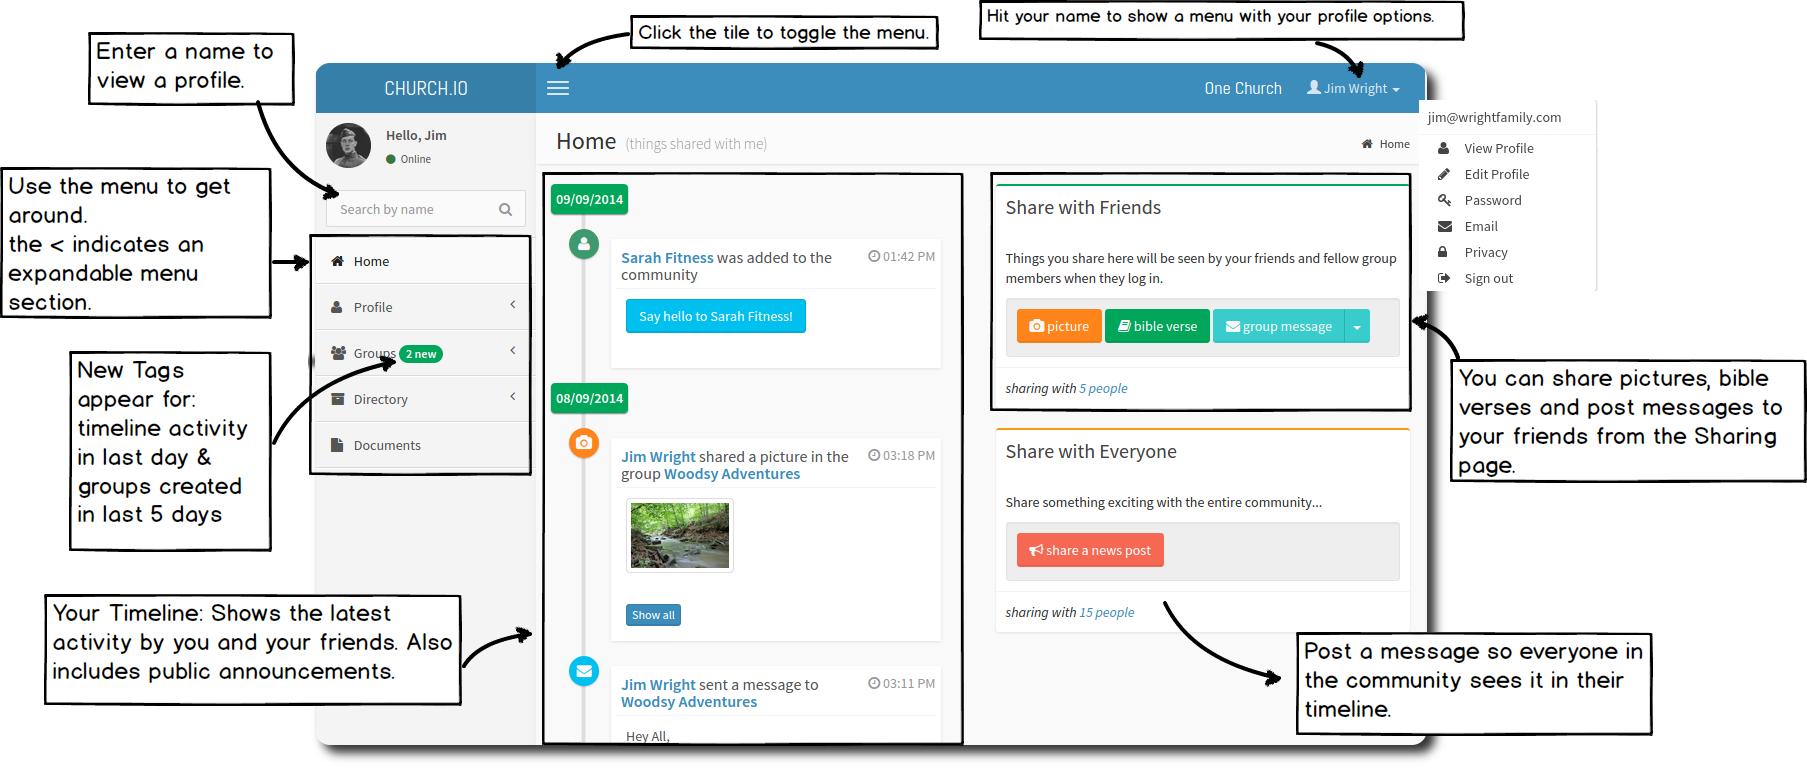 Hit your name to show a menu with your profile options.
Click the tile to toggle the menu.
Enter a name to
view a profile.
CHURCH.IO
One Church
Jim Wright
Hello, Jim
Online
Search by name
Home (things shared with me)
Home
jim@wrightfamily.com
View Profile
Edit Profile
Password
Email
Privacy
Sign out
Use the menu to get
around.
the < indicates an
expandable menu
section.
Home
Profile
Groups 2 new
Directory
Documents
New Tags
appear for:
timeline activity
in last day &
groups created
in last 5 days
Your Timeline: Shows the latest
activity by you and your friends. Also
includes public announcements.
09/09/2014
Sarah Fitness was added to the
community
01:42 PM
Say hello to Sarah Fitness!
08/09/2014
Jim Wright shared a picture in the
group Woodsy Adventures
03:18 PM
Show all
Jim Wright sent a message to
Woodsy Adventures
03:11 PM
Hey All,
Share with Friends
Things you share here will be seen by your friends and fellow group
members when they log in.
picture
bible verse
group message
sharing with 5 people
Share with Everyone
Share something exciting with the entire community...
share a news post
sharing with 15 people
You can share pictures, bible
verses and post messages to
your friends from the Sharing
page.
Post a message so everyone in
the community sees it in their
timeline.